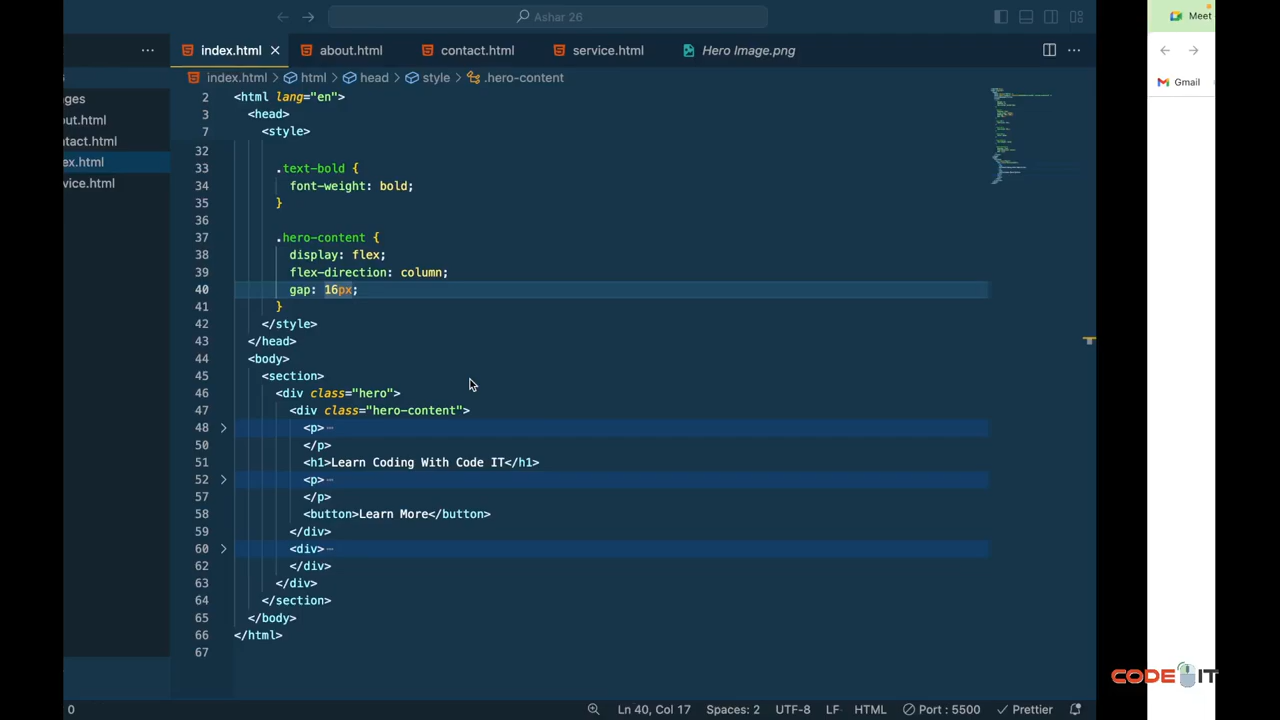 Ashar 26
Meet
index.html
about.html
contact.html
service.html
Hero Image.png
index.html > html > head > style > .hero-content
Gmail
ges
out.html
ntact.html
ex.html
vice.html
2 <html lang="en">
3 <head>
7 <style>
32
33 .text-bold {
34 font-weight: bold;
35 }
36
37 .hero-content {
38 display: flex;
39 flex-direction: column;
40 gap: 16px;
41 }
42 </style>
43 </head>
44 <body>
45 <section>
46 <div class="hero">
47 <div class="hero-content">
48 <p>
50 </p>
51 <h1>Learn Coding With Code IT</h1>
52 <p>
57 </p>
58 <button>Learn More</button>
59 </div>
60 <div>
62 </div>
63 </div>
64 </section>
65 </body>
66 </html>
67
CODE IT
0 Ln 40, Col 17 Spaces: 2 UTF-8 LF HTML Port : 5500 Prettier